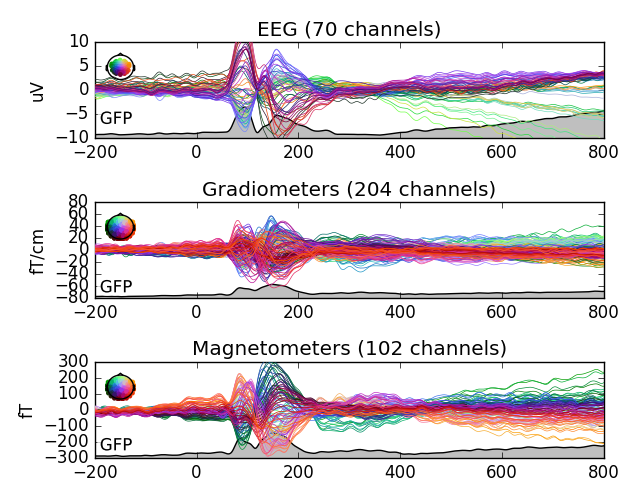 EEG (70 channels)
10
5
0
−5
−10
uV
GFP
−200 0 200 400 600 800
Gradiometers (204 channels)
80
60
40
20
0
−20
−40
−60
−80
fT/cm
GFP
−200 0 200 400 600 800
Magnetometers (102 channels)
300
200
100
0
−100
−200
−300
fT
GFP
−200 0 200 400 600 800